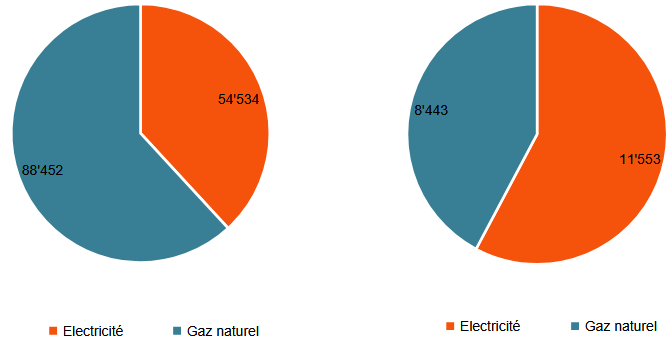 54'534
88'452
Electricité
Gaz naturel
8'443
11'553
Electricité
Gaz naturel